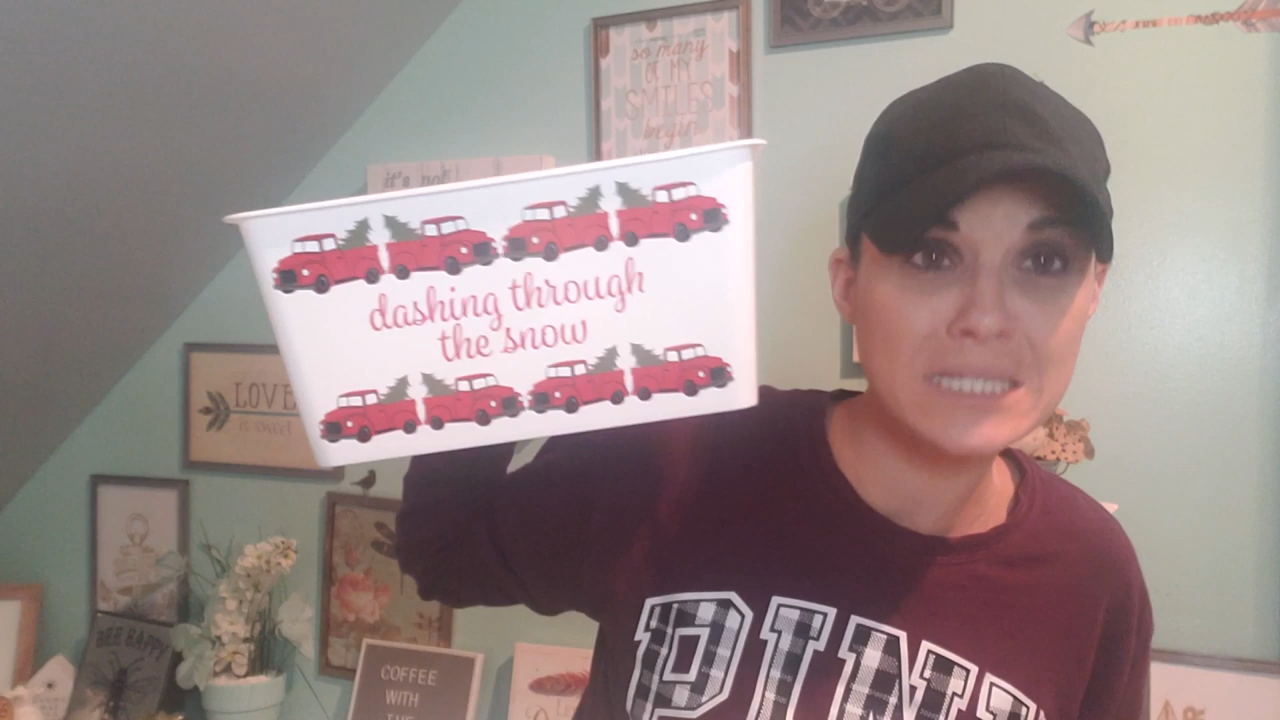 so many
OF MY
SMILES
begin
it's not
dashing through
the snow
LOVE
is sweet
BEE HAPPY
COFFEE
WITH
THE
PINK